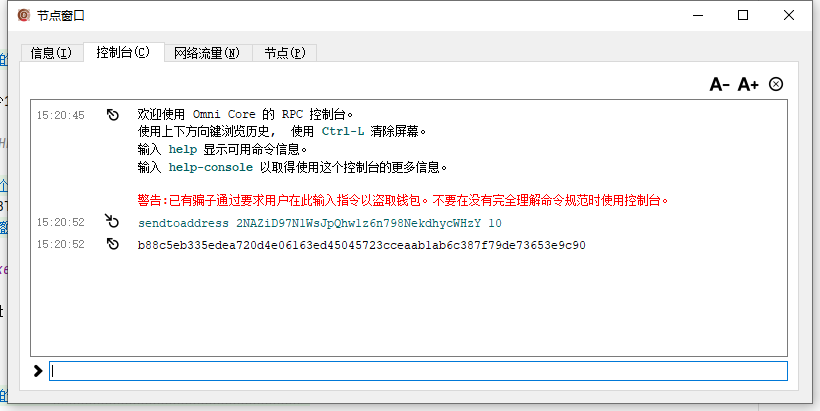 节点窗口
信息(I) 控制台(C) 网络流量(N) 节点(P)
A- A+
15:20:45 欢迎使用 Omni Core 的 RPC 控制台。
使用上下方向键浏览历史, 使用 Ctrl-L 清除屏幕。
输入 help 显示可用命令信息。
输入 help-console 以取得使用这个控制台的更多信息。
警告:已有骗子通过要求用户在此输入指令以盗取钱包。不要在没有完全理解命令规范时使用控制台。
15:20:52 sendtoaddress 2NAZiD97N1WsJpQhwlz6n798NekdhycWHzY 10
15:20:52 b88c5eb335edea720d4e06163ed45045723cceaab1ab6c387f79de73653e9c90